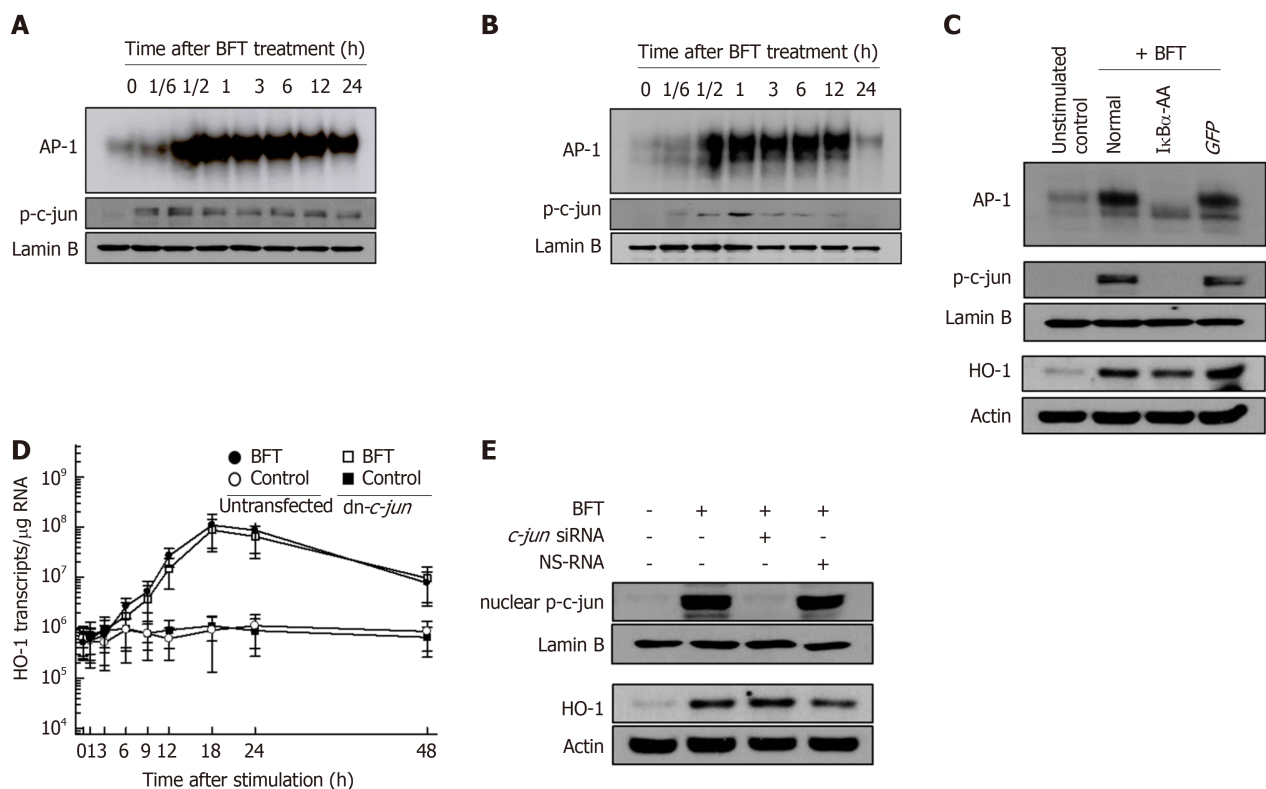 A
Time after BFT treatment (h)
0 1/6 1/2 1 3 6 12 24
AP-1
p-c-jun
Lamin B
B
Time after BFT treatment (h)
0 1/6 1/2 1 3 6 12 24
AP-1
p-c-jun
Lamin B
C
+ BFT
Unstimulated
control
Normal
IκBα-AA
GFP
AP-1
p-c-jun
Lamin B
HO-1
Actin
D
HO-1 transcripts/μg RNA
10⁹
10⁸
10⁷
10⁶
10⁵
10⁴
BFT BFT
Control Control
Untransfected dn-c-jun
0 1 3 6 9 12 18 24 48
Time after stimulation (h)
E
BFT - + + +
c-jun siRNA - - + -
NS-RNA - - - +
nuclear p-c-jun
Lamin B
HO-1
Actin